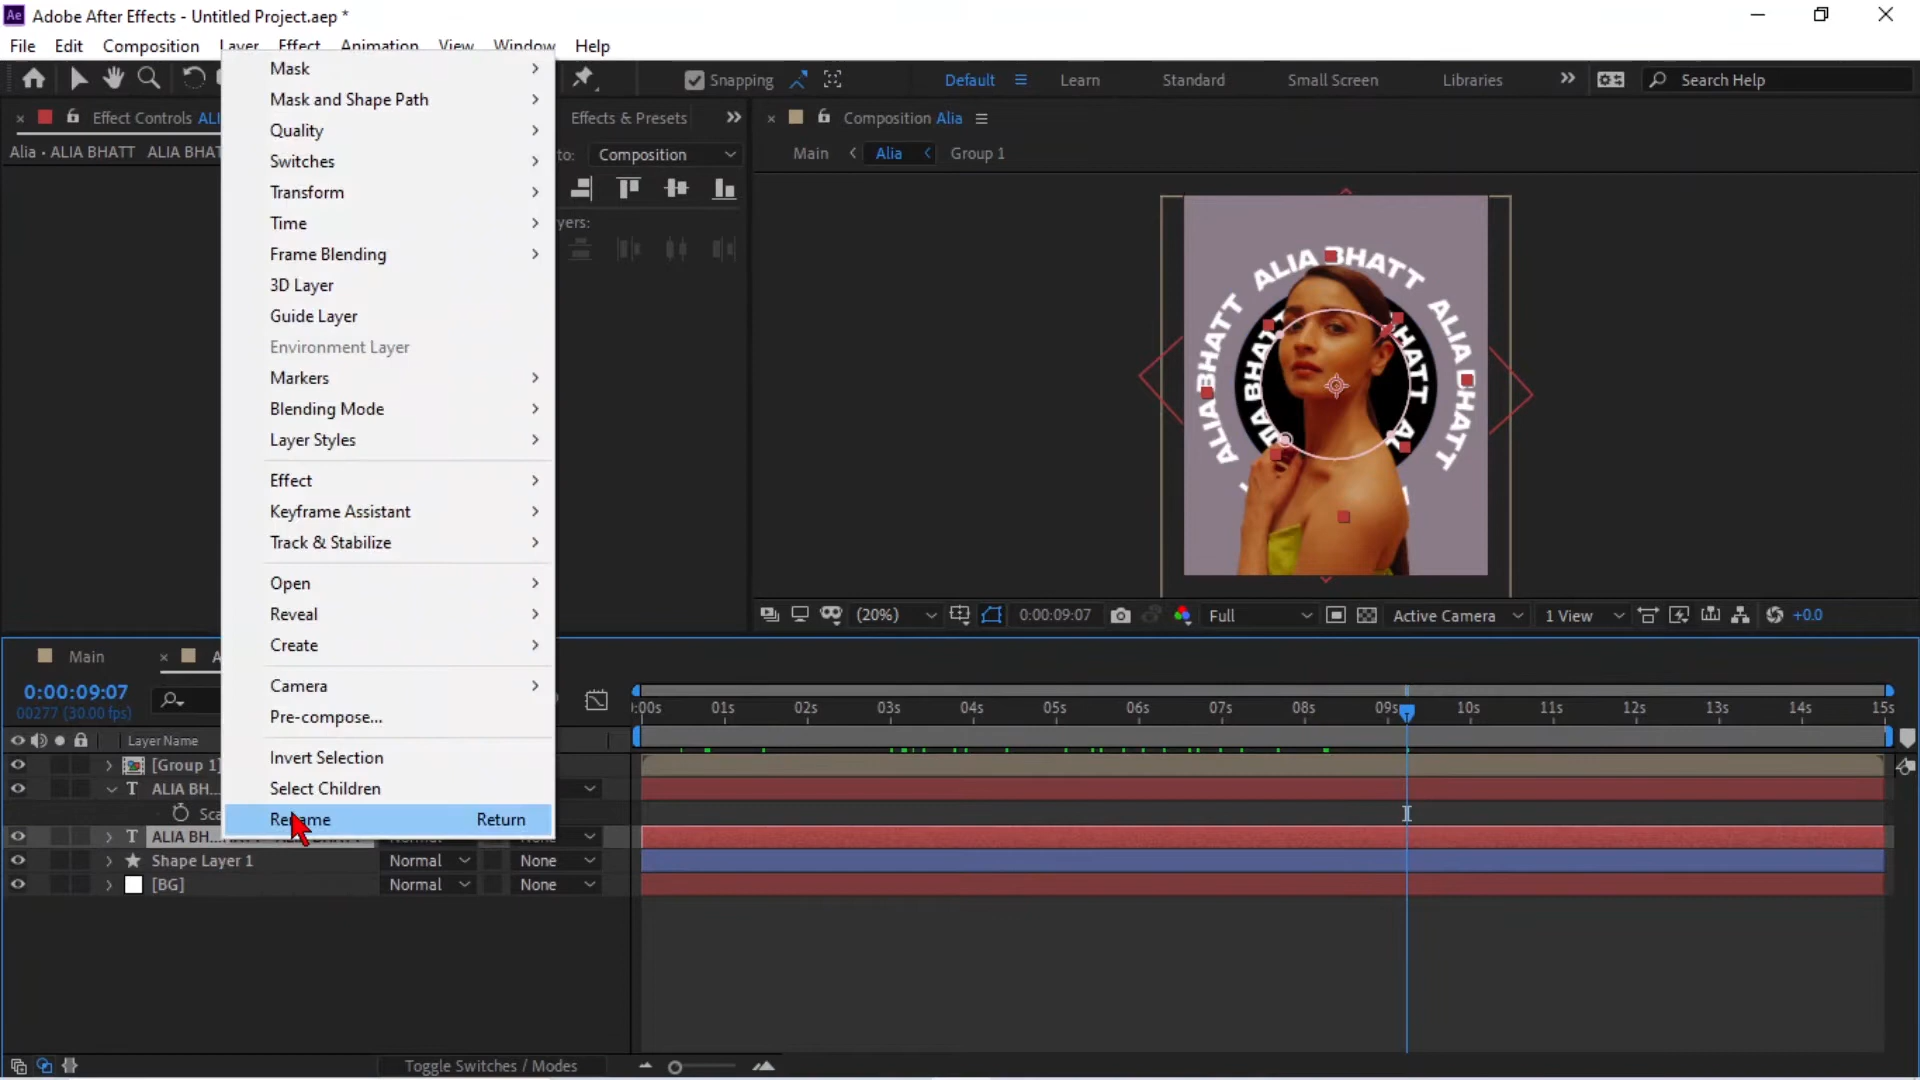 Ae Adobe After Effects - Untitled Project.aep *
File Edit Composition Layer Effect Animation View Window Help
Snapping Default Learn Standard Small Screen Libraries Search Help
Effect Controls ALI
Alia • ALIA BHATT ALIA BHAT
Mask
Mask and Shape Path
Quality
Switches
Transform
Time
Frame Blending
3D Layer
Guide Layer
Environment Layer
Markers
Blending Mode
Layer Styles
Effect
Keyframe Assistant
Track & Stabilize
Open
Reveal
Create
Camera
Pre-compose...
Invert Selection
Select Children
Rename Return
Effects & Presets
to: Composition
yers:
Composition Alia
Main Alia Group 1
ALIA BHATT ALIA BHATT ALIA BHATT
(20%) 0:00:09:07 Full Active Camera 1 View +0.0
Main
0:00:09:07
00277 (30.00 fps)
:00s 01s 02s 03s 04s 05s 06s 07s 08s 09s 10s 11s 12s 13s 14s 15s
Layer Name
[Group 1]
T ALIA BH...
Sca
T ALIA BH...
Shape Layer 1 Normal None
[BG] Normal None
Toggle Switches / Modes